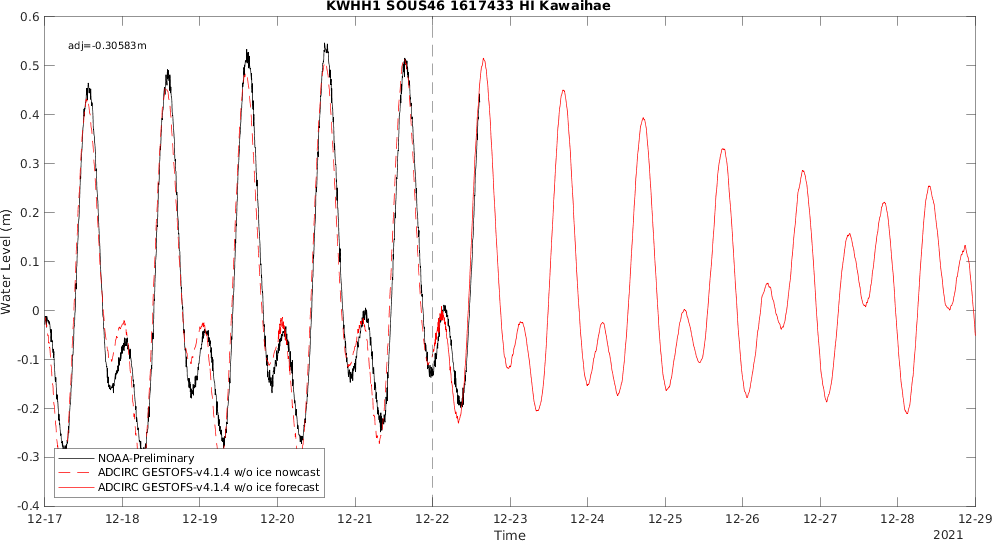 KWHH1 SOUS46 1617433 HI Kawaihae
adj=-0.30583m
Water Level (m)
0.6
0.5
0.4
0.3
0.2
0.1
0
-0.1
-0.2
-0.3
-0.4
NOAA-Preliminary
ADCIRC GESTOFS-v4.1.4 w/o ice nowcast
ADCIRC GESTOFS-v4.1.4 w/o ice forecast
12-17 12-18 12-19 12-20 12-21 12-22 12-23 12-24 12-25 12-26 12-27 12-28 12-29
Time
2021